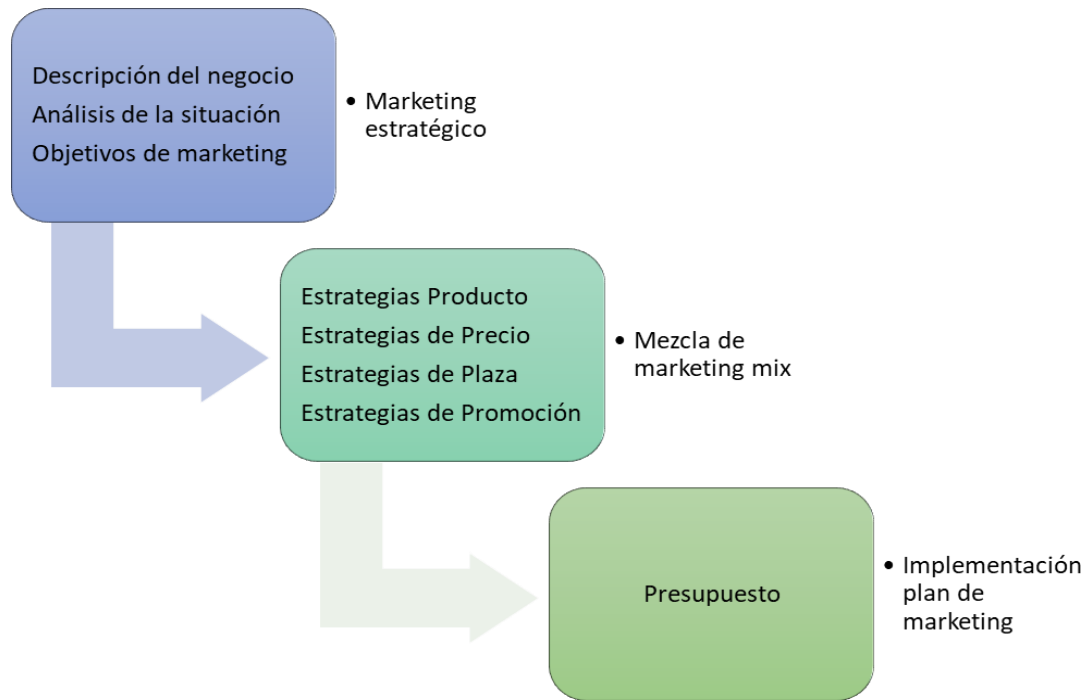 Descripción del negocio
Análisis de la situación
Objetivos de marketing
• Marketing
estratégico
Estrategias Producto
Estrategias de Precio
Estrategias de Plaza
Estrategias de Promoción
• Mezcla de
marketing mix
Presupuesto
• Implementación
plan de
marketing